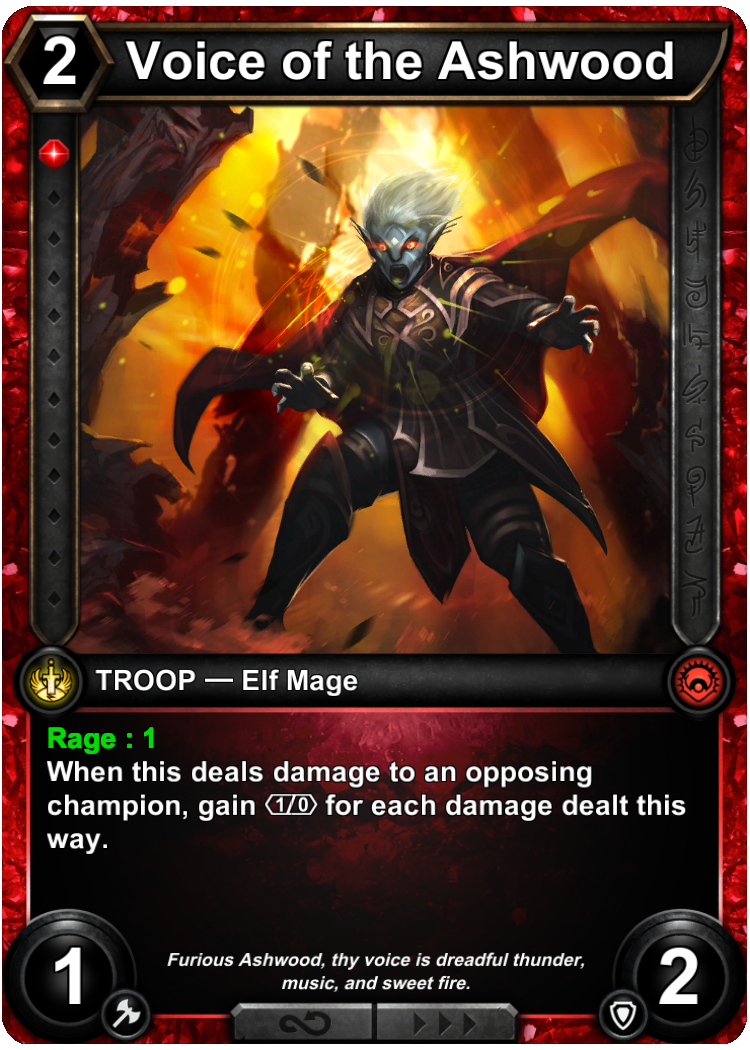 2 Voice of the Ashwood
TROOP — Elf Mage
Rage : 1
When this deals damage to an opposing
champion, gain 1/0 for each damage dealt this
way.
Furious Ashwood, thy voice is dreadful thunder,
music, and sweet fire.
1 2